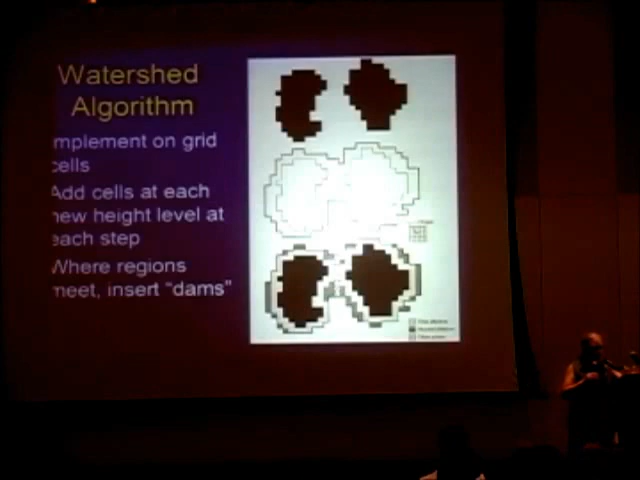 Watershed
Algorithm
mplement on grid
cells
Add cells at each
new height level at
each step
Where regions
meet, insert "dams"